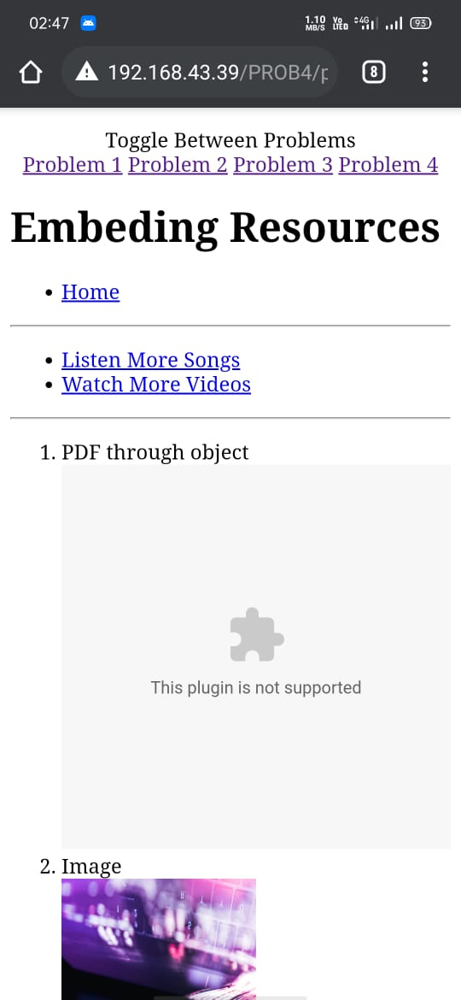 02:47
1.10 MB/S Vo LTED 4G 93
192.168.43.39/PROB4/p
8
Toggle Between Problems
Problem 1 Problem 2 Problem 3 Problem 4
Embeding Resources
• Home
• Listen More Songs
• Watch More Videos
1. PDF through object
This plugin is not supported
2. Image